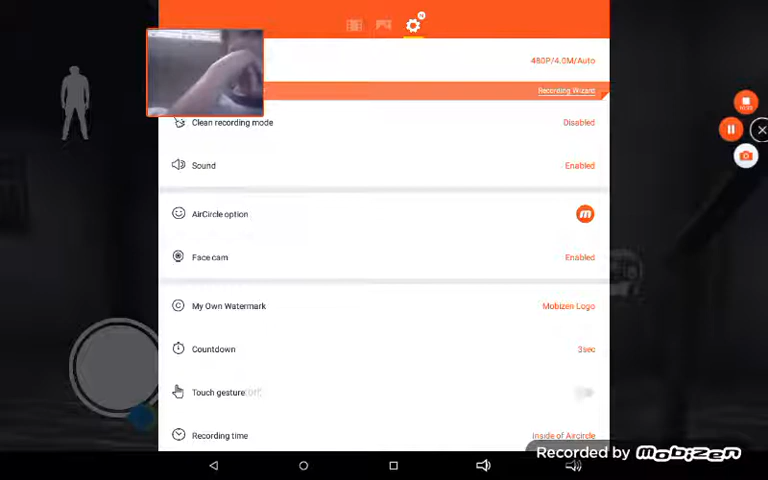 N
480P/4.0M/Auto
Recording Wizard
Clean recording mode Disabled
Sound Enabled
AirCircle option m
Face cam Enabled
My Own Watermark Mobizen Logo
Countdown 3sec
Touch gesture(Off)
Recording time Inside of Aircircle
Recorded by mobizen